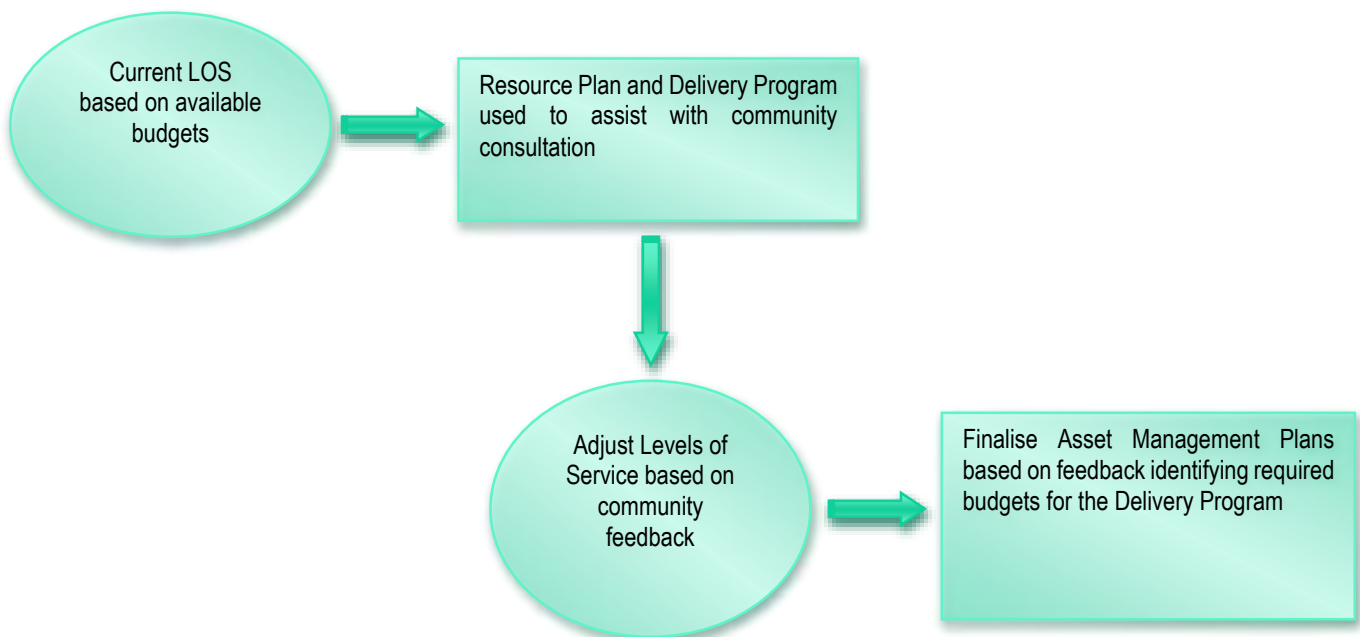 Current LOS
based on available
budgets
Resource Plan and Delivery Program
used to assist with community
consultation
Adjust Levels of
Service based on
community
feedback
Finalise Asset Management Plans
based on feedback identifying required
budgets for the Delivery Program